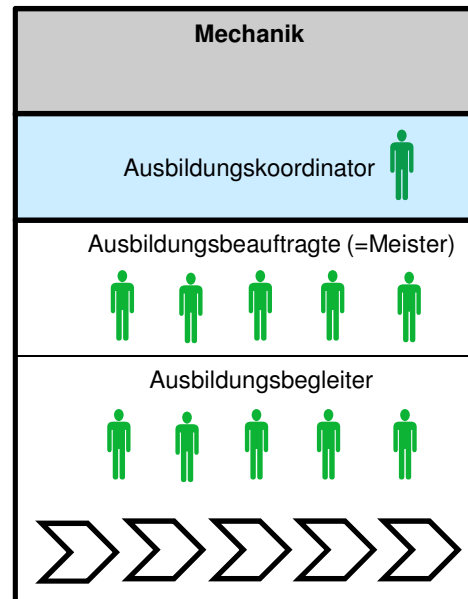 Mechanik
Ausbildungskoordinator
Ausbildungsbeauftragte (=Meister)
Ausbildungsbegleiter